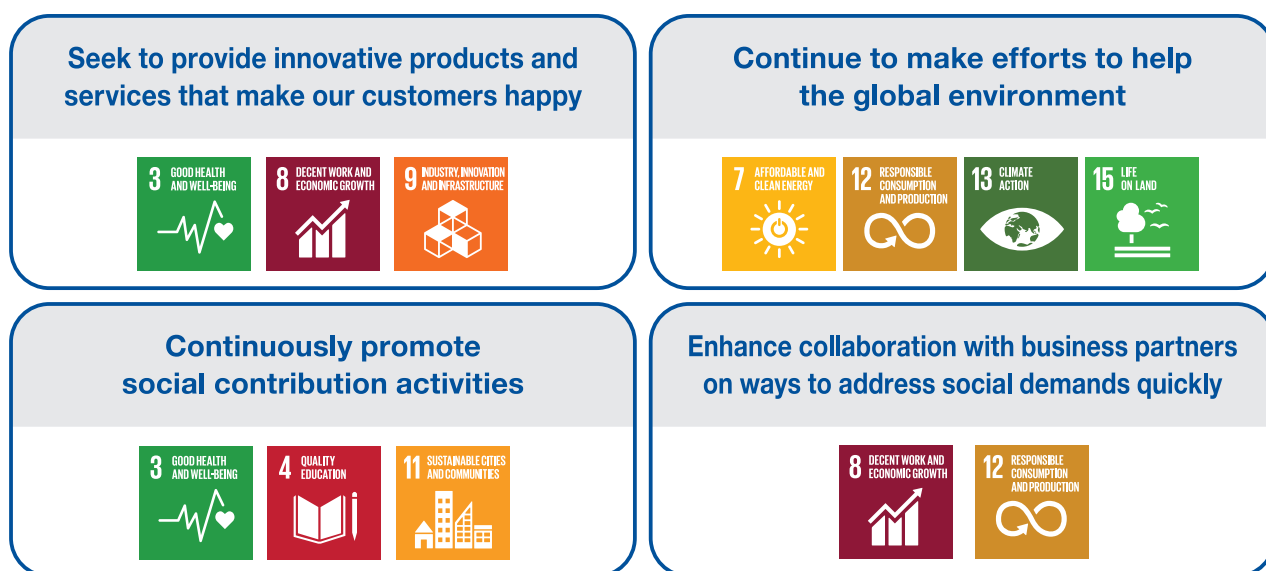 Seek to provide innovative products and
services that make our customers happy
3 GOOD HEALTH
AND WELL-BEING
8 DECENT WORK AND
ECONOMIC GROWTH
9 INDUSTRY, INNOVATION
AND INFRASTRUCTURE
Continue to make efforts to help
the global environment
7 AFFORDABLE AND
CLEAN ENERGY
12 RESPONSIBLE
CONSUMPTION
AND PRODUCTION
13 CLIMATE
ACTION
15 LIFE
ON LAND
Continuously promote
social contribution activities
3 GOOD HEALTH
AND WELL-BEING
4 QUALITY
EDUCATION
11 SUSTAINABLE CITIES
AND COMMUNITIES
Enhance collaboration with business partners
on ways to address social demands quickly
8 DECENT WORK AND
ECONOMIC GROWTH
12 RESPONSIBLE
CONSUMPTION
AND PRODUCTION